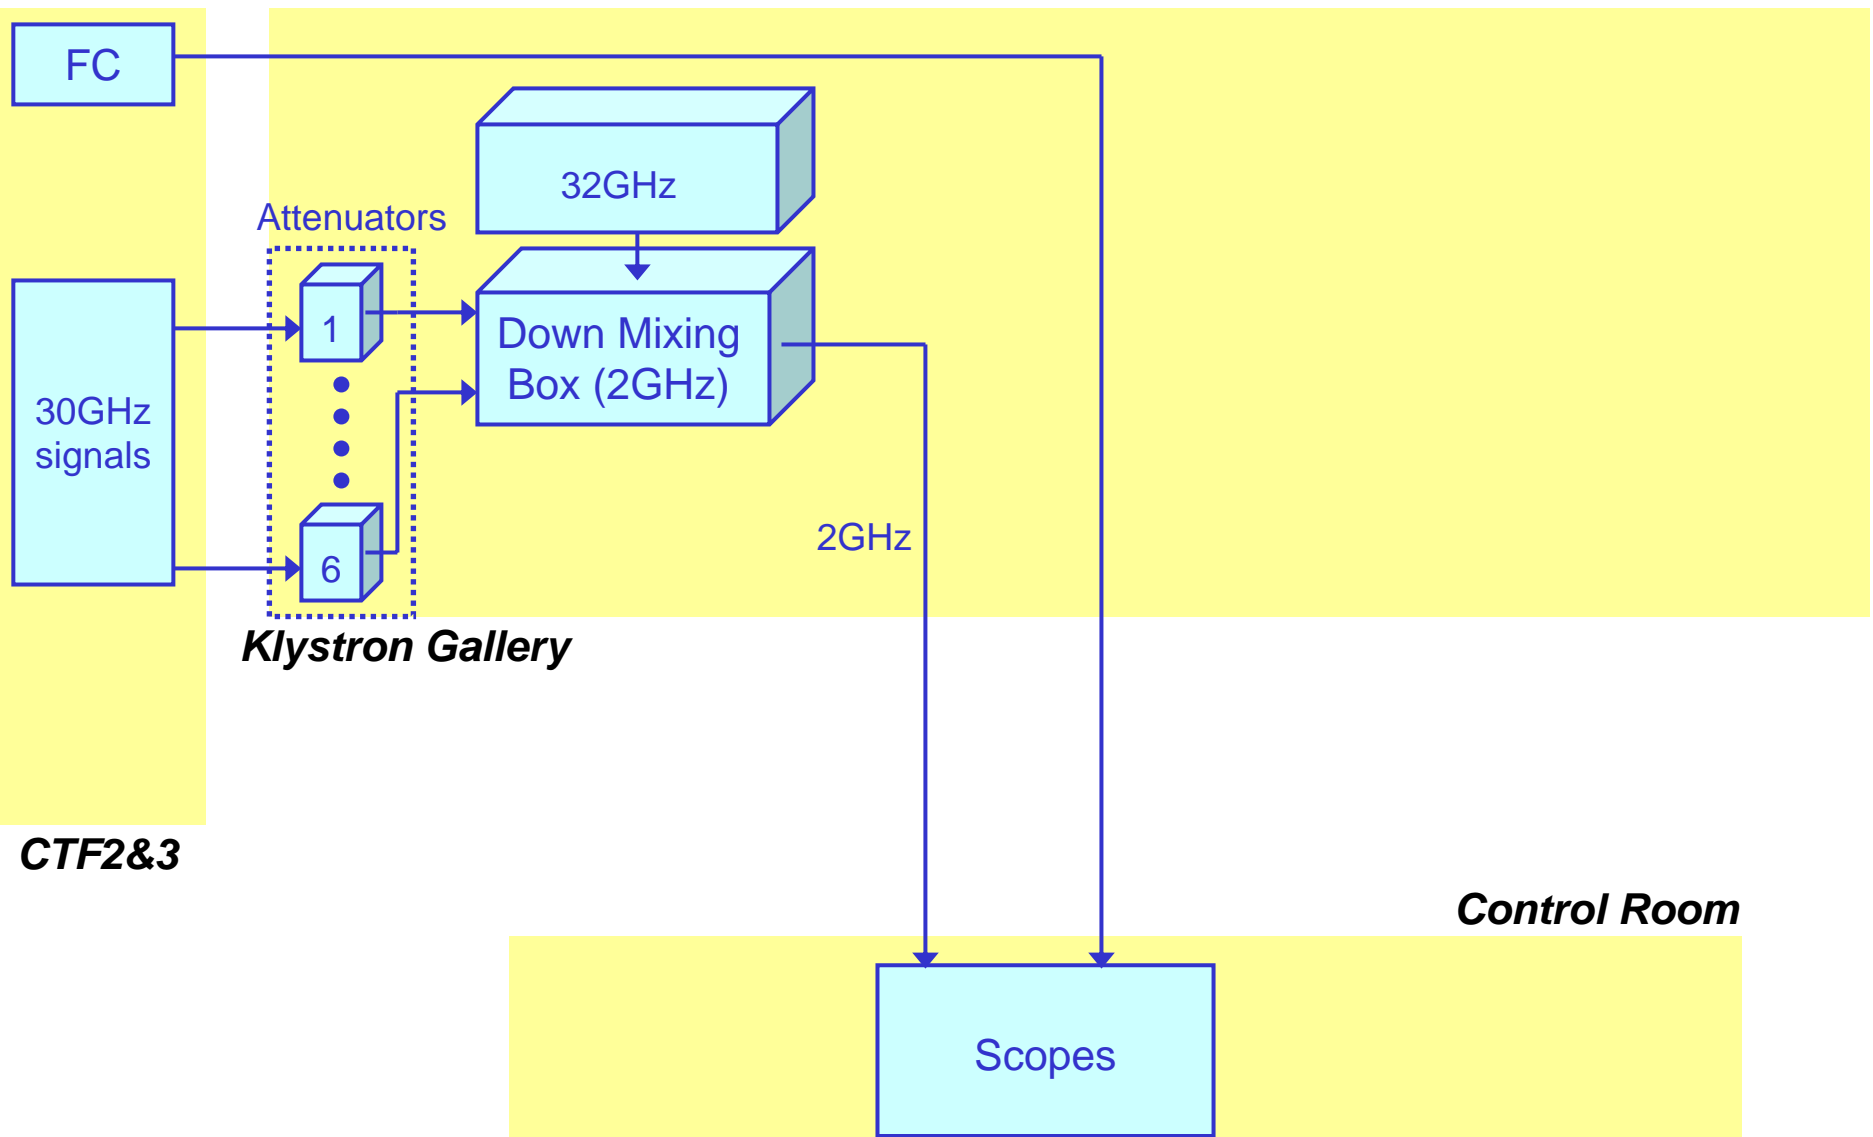 FC
32GHz
Attenuators
1
Down Mixing
Box (2GHz)
30GHz
signals
2GHz
6
Klystron Gallery
CTF2&3
Control Room
Scopes